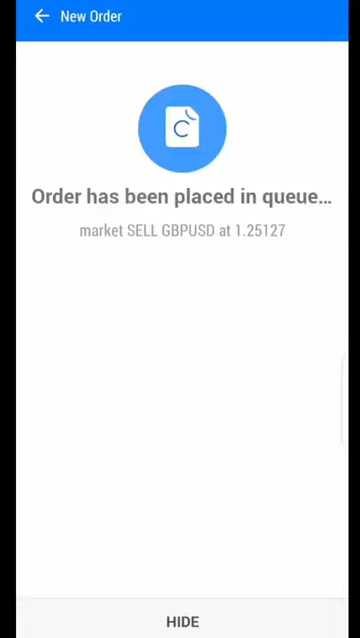 New Order
Order has been placed in queue...
market SELL GBPUSD at 1.25127
HIDE